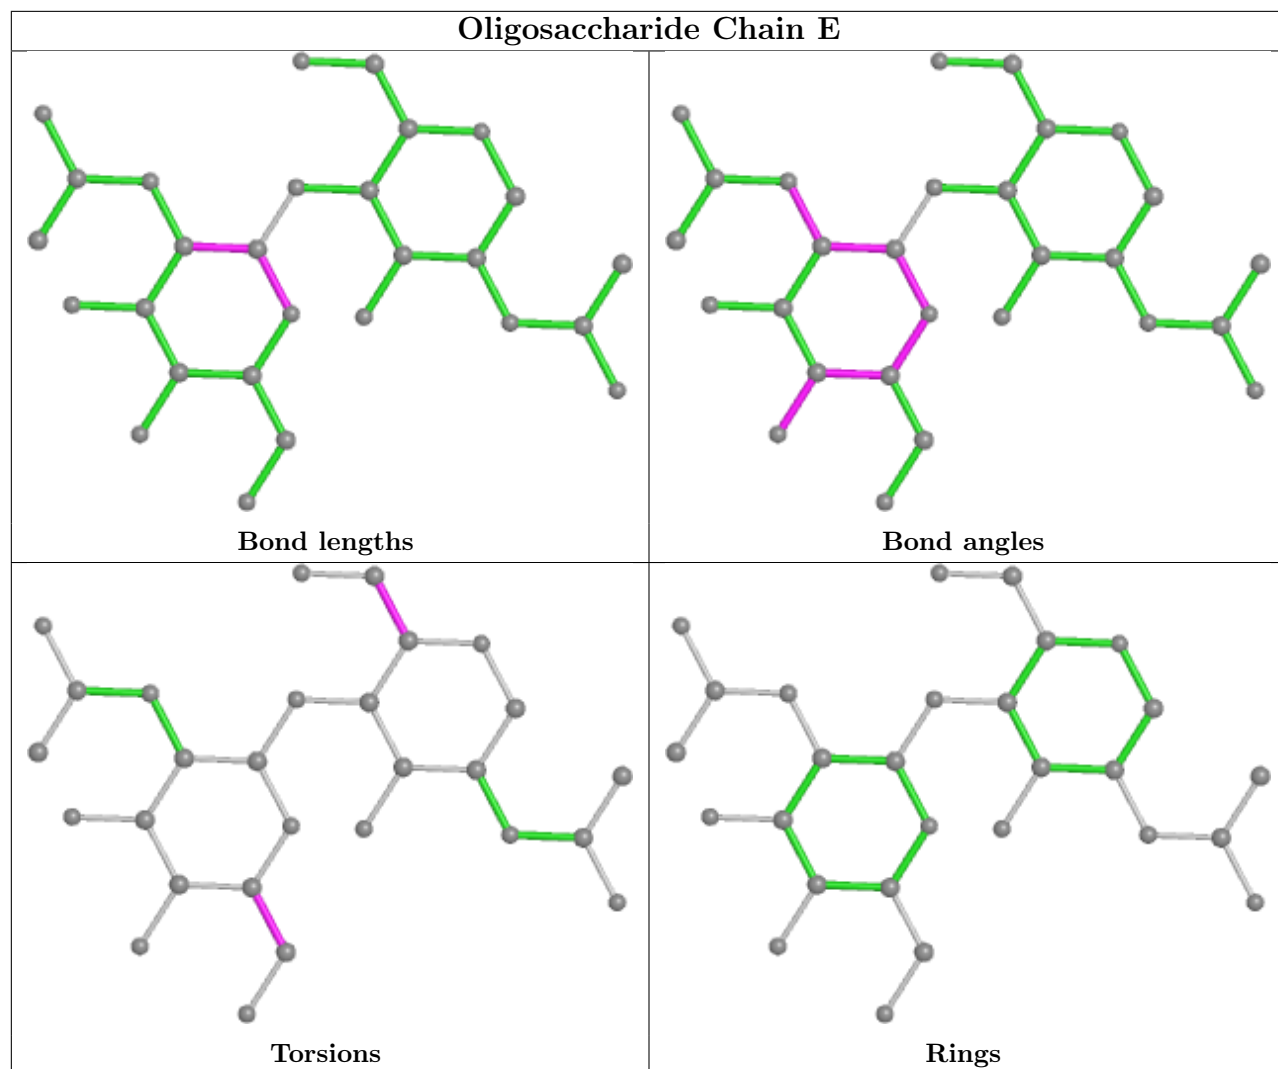 Oligosaccharide Chain E
Bond lengths
Bond angles
Torsions
Rings